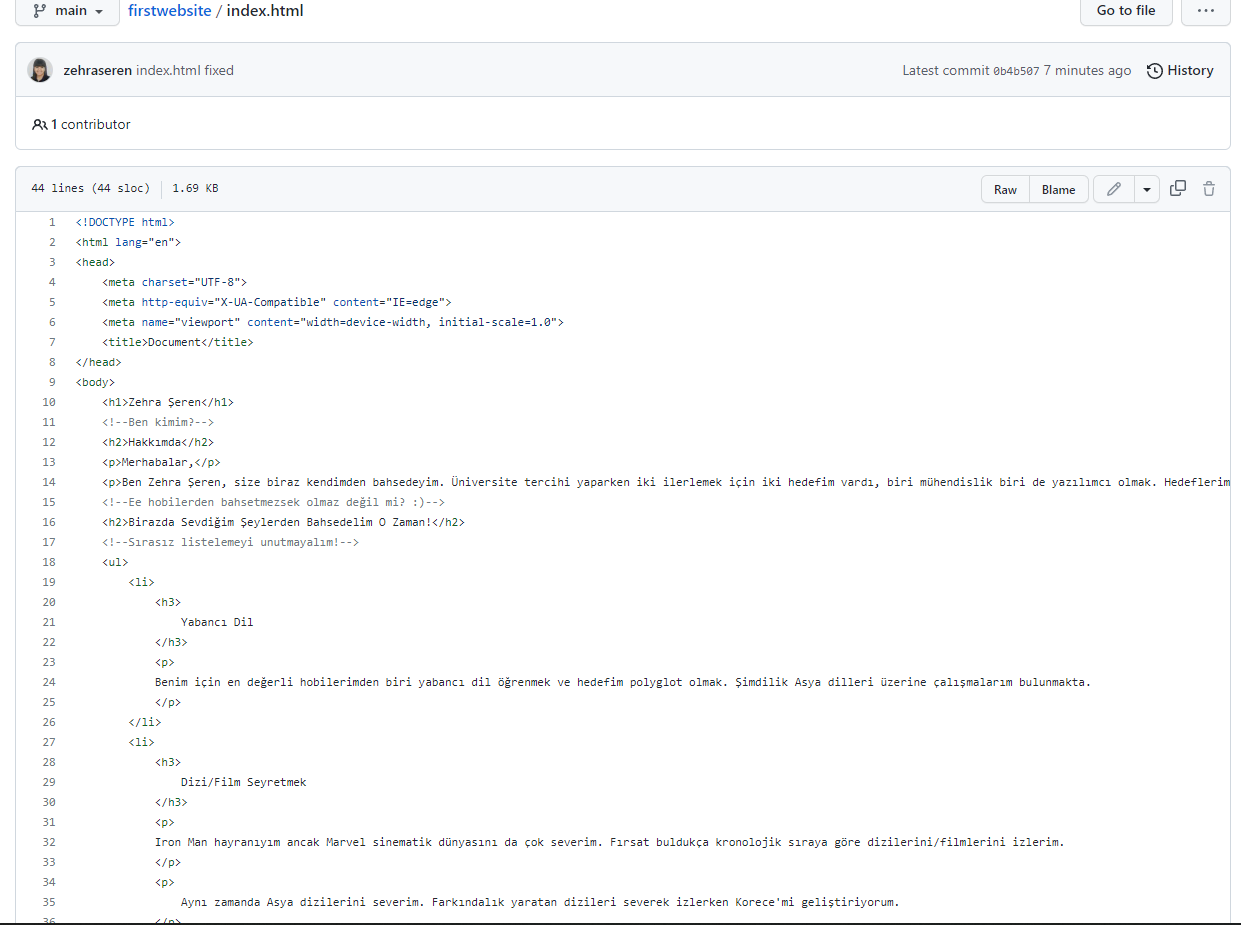 main
firstwebsite / index.html
Go to file
···
zehraseren index.html fixed
Latest commit 0b4b507 7 minutes ago
History
1 contributor
44 lines (44 sloc) 1.69 KB
Raw
Blame
1 <!DOCTYPE html>
2 <html lang="en">
3 <head>
4 <meta charset="UTF-8">
5 <meta http-equiv="X-UA-Compatible" content="IE=edge">
6 <meta name="viewport" content="width=device-width, initial-scale=1.0">
7 <title>Document</title>
8 </head>
9 <body>
10 <h1>Zehra Şeren</h1>
11 <!--Ben kimim?-->
12 <h2>Hakkımda</h2>
13 <p>Merhabalar,</p>
14 <p>Ben Zehra Şeren, size biraz kendimden bahsedeyim. Üniversite tercihi yaparken iki ilerlemek için iki hedefim vardı, biri mühendislik biri de yazılımcı olmak. Hedeflerim
15 <!--Ee hobilerden bahsetmezsek olmaz değil mi? :)-->
16 <h2>Birazda Sevdiğim Şeylerden Bahsedelim O Zaman!</h2>
17 <!--Sırasız listelemeyi unutmayalım!-->
18 <ul>
19 <li>
20 <h3>
21 Yabancı Dil
22 </h3>
23 <p>
24 Benim için en değerli hobilerimden biri yabancı dil öğrenmek ve hedefim polyglot olmak. Şimdilik Asya dilleri üzerine çalışmalarım bulunmakta.
25 </p>
26 </li>
27 <li>
28 <h3>
29 Dizi/Film Seyretmek
30 </h3>
31 <p>
32 Iron Man hayranıyım ancak Marvel sinematik dünyasını da çok severim. Fırsat buldukça kronolojik sıraya göre dizilerini/filmlerini izlerim.
33 </p>
34 <p>
35 Aynı zamanda Asya dizilerini severim. Farkındalık yaratan dizileri severek izlerken Korece'mi geliştiriyorum.
36 </p>